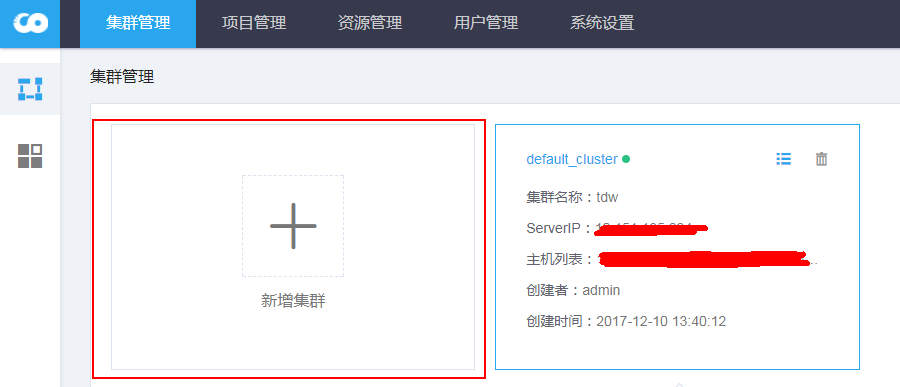 集群管理 项目管理 资源管理 用户管理 系统设置
集群管理
新增集群
default_cluster
集群名称：tdw
ServerIP：
主机列表：
创建者：admin
创建时间：2017-12-10 13:40:12